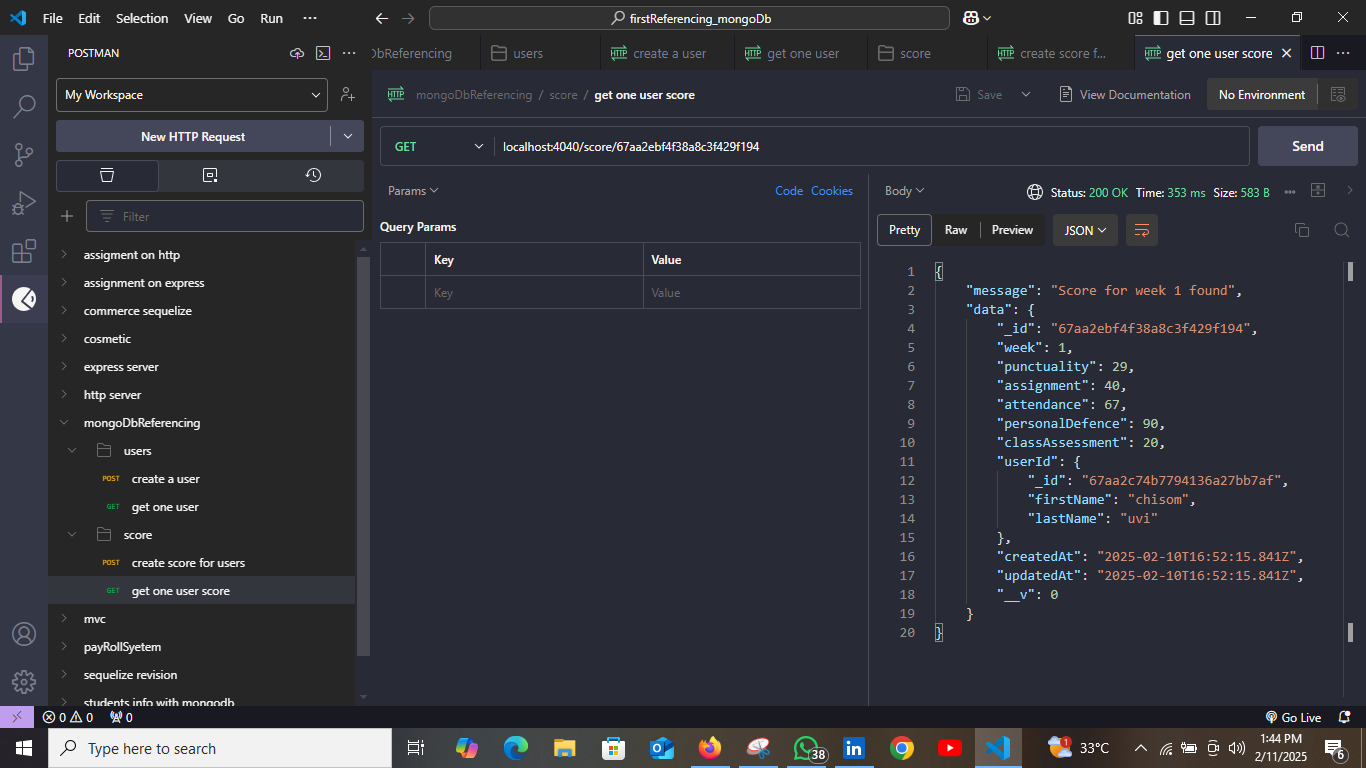 File Edit Selection View Go Run ···
firstReferencing_mongoDb
POSTMAN
DbReferencing
users
HTTP create a user
HTTP get one user
score
HTTP create score f...
HTTP get one user score
My Workspace
New HTTP Request
Filter
assigment on http
assignment on express
commerce sequelize
cosmetic
express server
http server
mongoDbReferencing
users
POST create a user
GET get one user
score
POST create score for users
GET get one user score
mvc
payRollSyetem
sequelize revision
students info with mongodb
HTTP mongoDbReferencing / score / get one user score
Save
View Documentation
No Environment
GET localhost:4040/score/67aa2ebf4f38a8c3f429f194
Send
Params
Code Cookies
Query Params
Key Value
Key Value
Body
Status: 200 OK Time: 353 ms Size: 583 B
Pretty Raw Preview JSON
1 {
2 "message": "Score for week 1 found",
3 "data": {
4 "_id": "67aa2ebf4f38a8c3f429f194",
5 "week": 1,
6 "punctuality": 29,
7 "assignment": 40,
8 "attendance": 67,
9 "personalDefence": 90,
10 "classAssessment": 20,
11 "userId": {
12 "_id": "67aa2c74b7794136a27bb7af",
13 "firstName": "chisom",
14 "lastName": "uvi"
15 },
16 "createdAt": "2025-02-10T16:52:15.841Z",
17 "updatedAt": "2025-02-10T16:52:15.841Z",
18 "__v": 0
19 }
20 }
0 0 0
Go Live
Type here to search
38
1
33°C
1:44 PM
2/11/2025
6